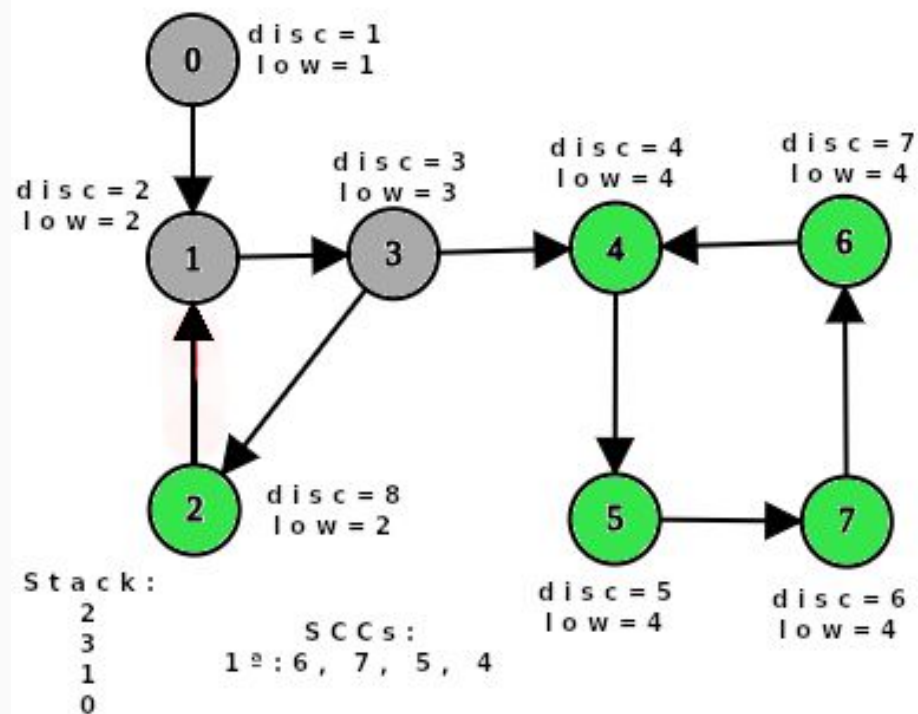 0
disc=1
low=1
disc=2
low=2
1
disc=3
low=3
3
disc=4
low=4
4
disc=7
low=4
6
2
disc=8
low=2
5
disc=5
low=4
7
disc=6
low=4
Stack:
2
3
1
0
SCCs:
1ª:6, 7, 5, 4